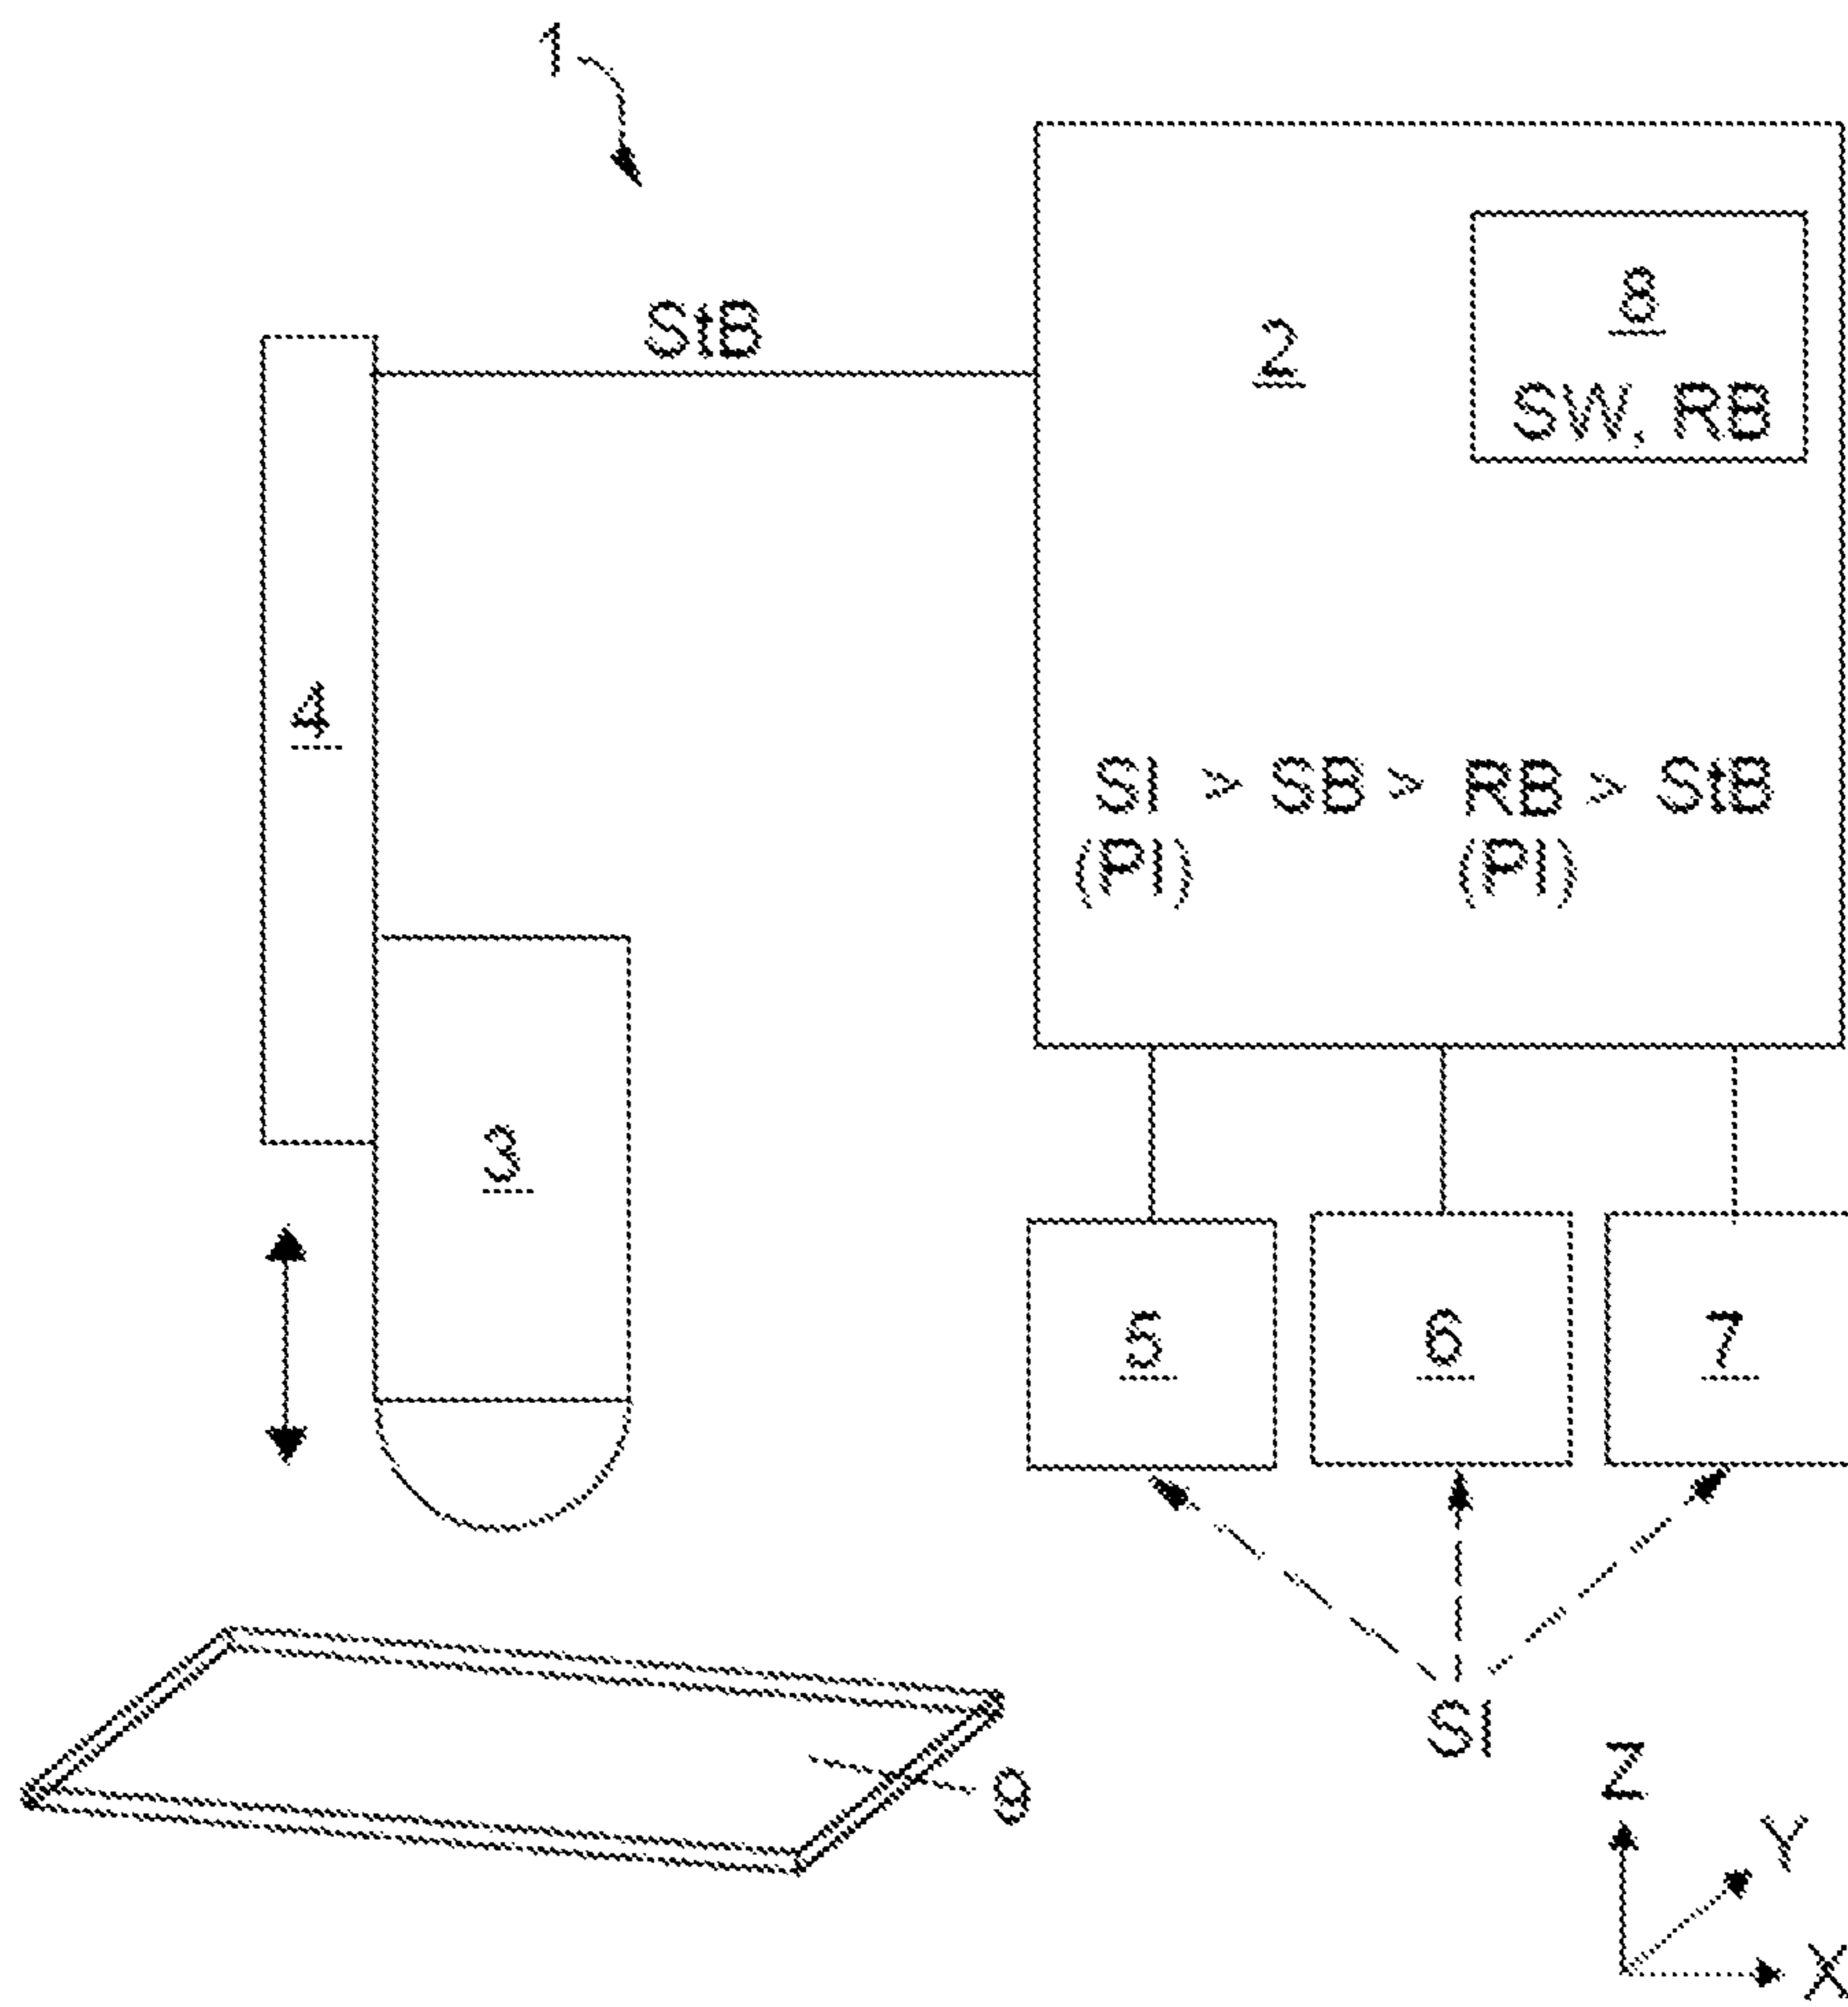 1
StB
2
8
SW, RB
4
SI > SB > RB > StB
(PI) (PI)
3
5 6 7
SI
9
Z
Y
X